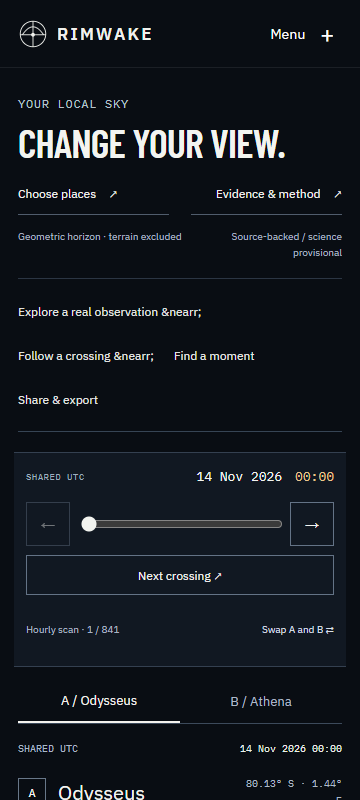 RIMWAKE Menu +
YOUR LOCAL SKY
CHANGE YOUR VIEW.
Choose places ↗ Evidence & method ↗
Geometric horizon · terrain excluded Source-backed / science
provisional
Explore a real observation &nearr;
Follow a crossing &nearr; Find a moment
Share & export
SHARED UTC 14 Nov 2026 00:00
← →
Next crossing ↗
Hourly scan · 1 / 841 Swap A and B ⇄
A / Odysseus B / Athena
SHARED UTC 14 Nov 2026 00:00
A Odysseus 80.13° S · 1.44°